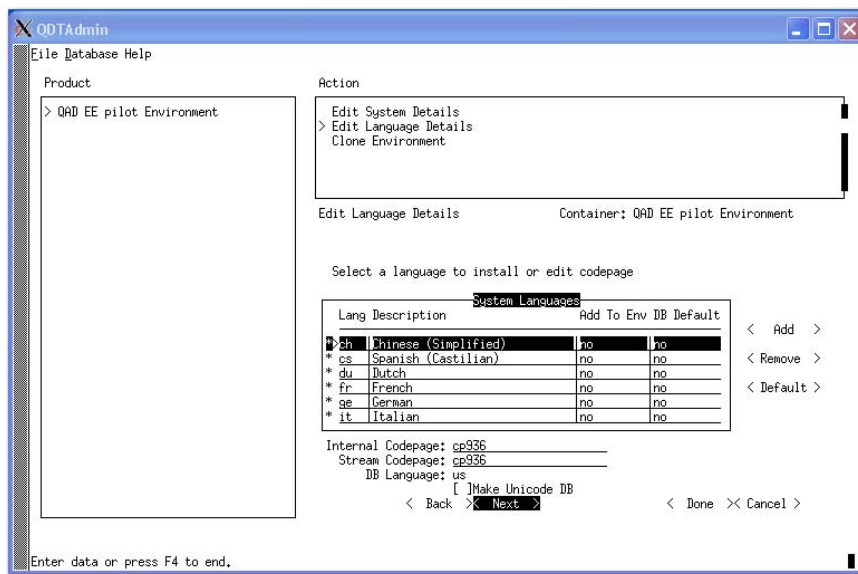 QDTAdmin
File Database Help
Product
> QAD EE pilot Environment
Action
Edit System Details
> Edit Language Details
Clone Environment
Edit Language Details Container: QAD EE pilot Environment
Select a language to install or edit codepage
System Languages
Lang Description Add To Env DB Default
*>ch Chinese (Simplified) no no
* cs Spanish (Castilian) no no
* du Dutch no no
* fr French no no
* ge German no no
* it Italian no no
< Add >
< Remove >
< Default >
Internal Codepage: cp936
Stream Codepage: cp936
DB Language: us
[ ]Make Unicode DB
< Back >< Next > < Done >< Cancel >
Enter data or press F4 to end.